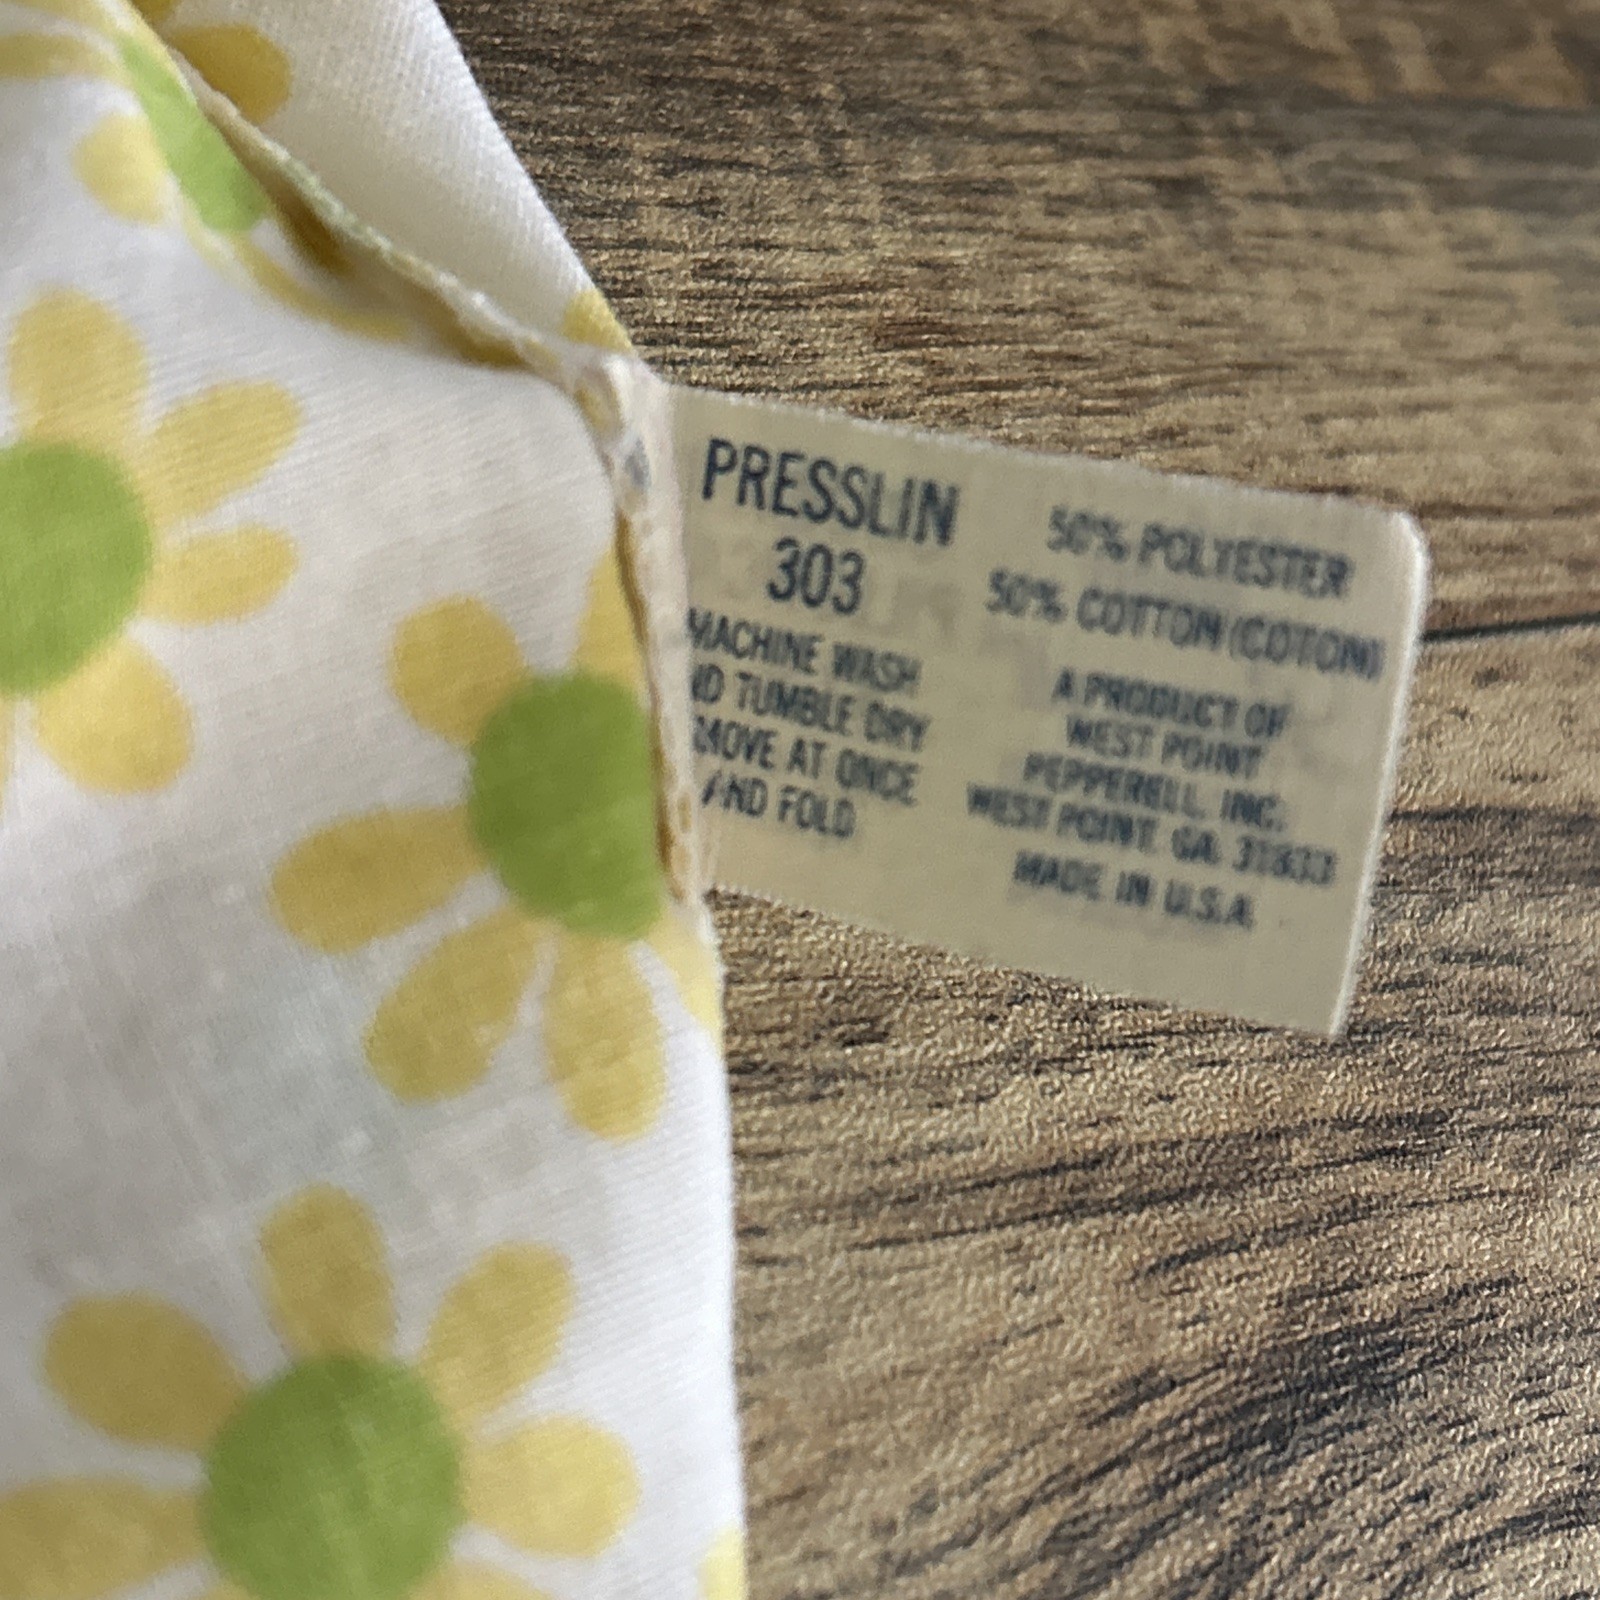 PRESSLIN
303
MACHINE WASH
ND TUMBLE DRY
MOVE AT ONCE
AND FOLD
50% POLYESTER
50% COTTON (COTON)
A PRODUCT OF
WEST POINT
PEPPERELL, INC.
WEST POINT, GA. 31833
MADE IN U.S.A.